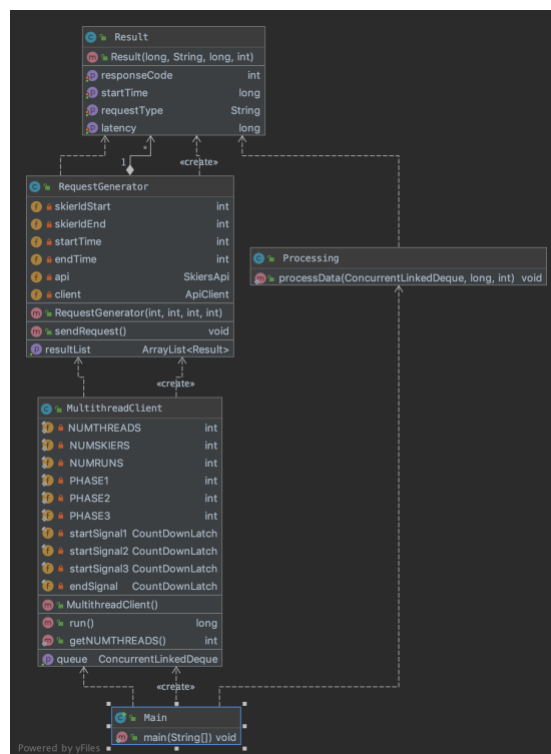 Result
Result(long, String, long, int)
responseCode int
startTime long
requestType String
latency long
1 * «create»
RequestGenerator
skierIdStart int
skierIdEnd int
startTime int
endTime int
api SkiersApi
client ApiClient
RequestGenerator(int, int, int, int)
sendRequest() void
resultList ArrayList<Result>
Processing
processData(ConcurrentLinkedDeque, long, int) void
«create»
MultithreadClient
NUMTHREADS int
NUMSKIERS int
NUMRUNS int
PHASE1 int
PHASE2 int
PHASE3 int
startSignal1 CountDownLatch
startSignal2 CountDownLatch
startSignal3 CountDownLatch
endSignal CountDownLatch
MultithreadClient()
run() long
getNUMTHREADS() int
queue ConcurrentLinkedDeque
«create»
Main
main(String[]) void
Powered by yFiles